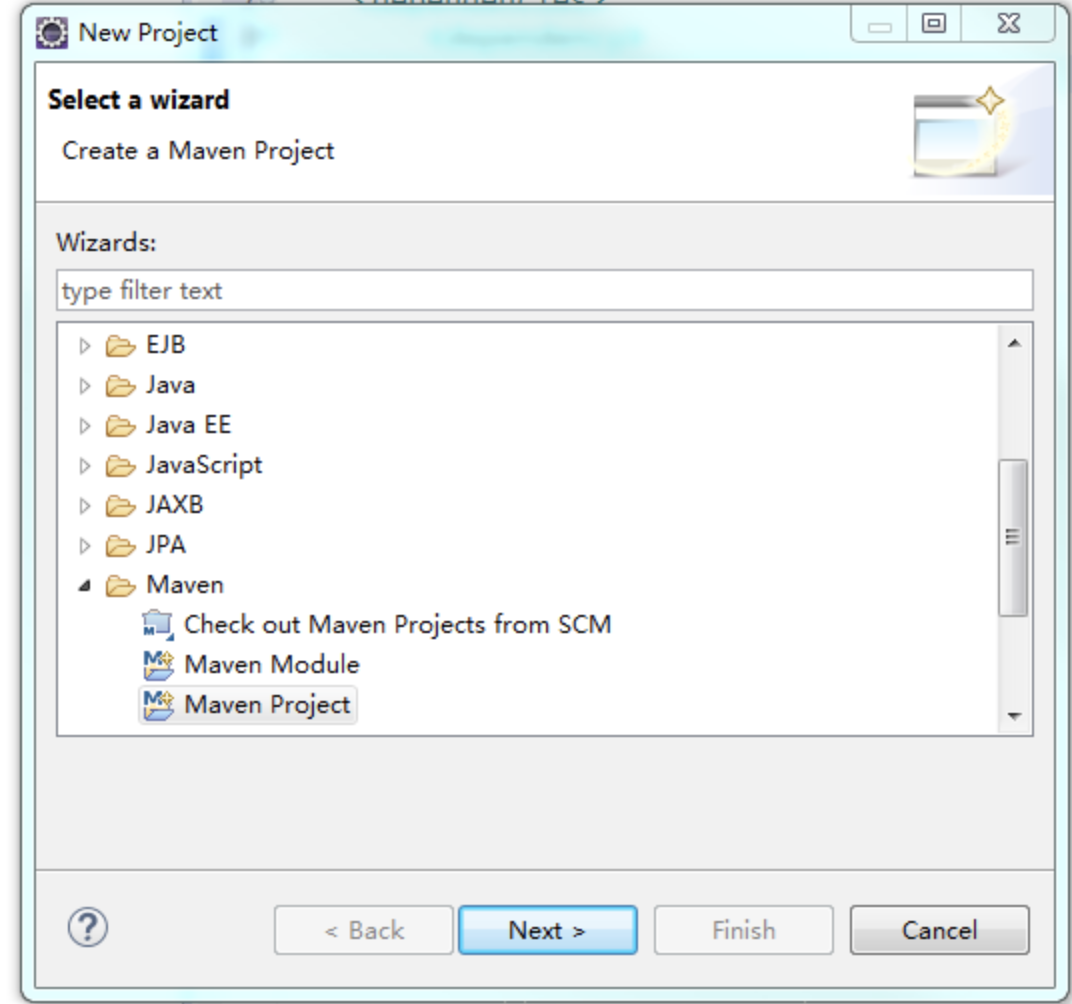 New Project
Select a wizard
Create a Maven Project
Wizards:
type filter text
EJB
Java
Java EE
JavaScript
JAXB
JPA
Maven
Check out Maven Projects from SCM
Maven Module
Maven Project
< Back
Next >
Finish
Cancel